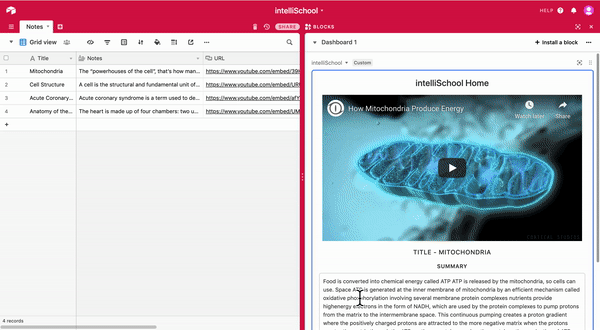 intelliSchool
HELP
Notes
SHARE
BLOCKS
Grid view
Dashboard 1
+ Install a block
A Title
Notes
URL
intelliSchool
Custom
1 Mitochondria The "powerhouses of the cell", that's how man... https://www.youtube.com/embed/39
2 Cell Structure A cell is the structural and fundamental unit of... https://www.youtube.com/embed/URU
3 Acute Coronary... Acute coronary syndrome is a term used to de... https://www.youtube.com/embed/afY
4 Anatomy of the... The heart is made up of four chambers: two u... https://www.youtube.com/embed/UM
+
intelliSchool Home
How Mitochondria Produce Energy
Watch later
Share
TITLE - MITOCHONDRIA
SUMMARY
Food is converted into chemical energy called ATP ATP is released by the mitochondria, so cells can
use. Space ATP is generated at the inner membrane of mitochondria by an efficient mechanism called
oxidative phosphorylation involving several membrane protein complexes nutrients provide
highenergy electrons in the form of NADH, which are used by the protein complexes to pump protons
from the matrix to the intermembrane space. This continuous pumping creates a proton gradient
where the positively charged protons are attracted to the more negative matrix when the protons
4 records